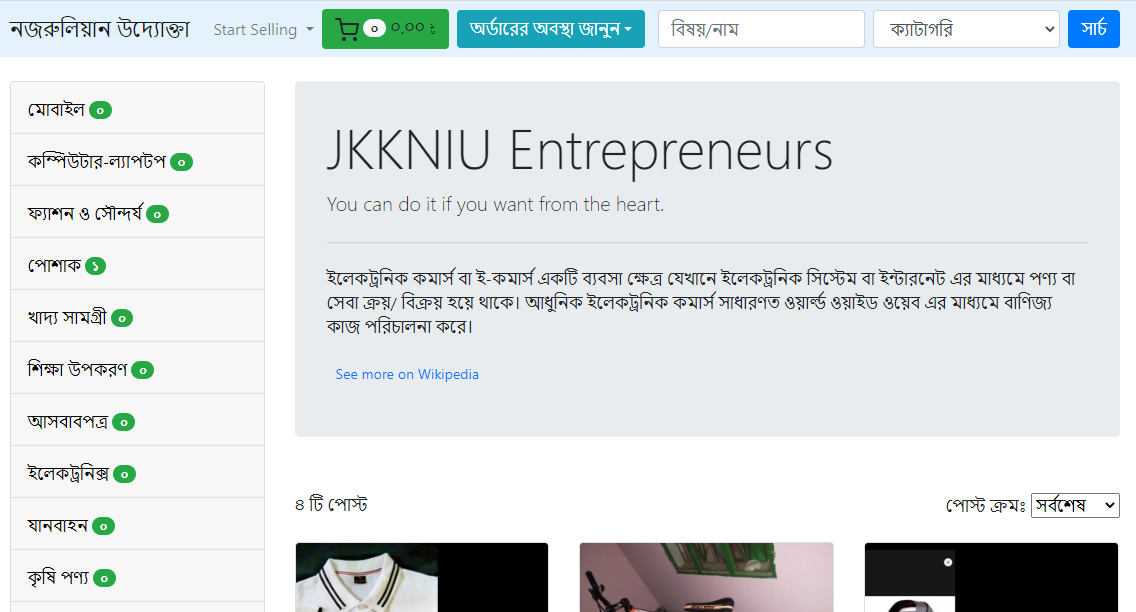 নজরুলিয়ান উদ্যোক্তা Start Selling ০ ০.০০ ৳ অর্ডারের অবস্থা জানুন বিষয়/নাম ক্যাটাগরি সার্চ
মোবাইল ০
কম্পিউটার-ল্যাপটপ ০
ফ্যাশন ও সৌন্দর্য ০
পোশাক ১
খাদ্য সামগ্রী ০
শিক্ষা উপকরণ ০
আসবাবপত্র ০
ইলেকট্রনিক্স ০
যানবাহন ০
কৃষি পণ্য ০
JKKNIU Entrepreneurs
You can do it if you want from the heart.
ইলেকট্রনিক কমার্স বা ই-কমার্স একটি ব্যবসা ক্ষেত্র যেখানে ইলেকট্রনিক সিস্টেম বা ইন্টারনেট এর মাধ্যমে পণ্য বা
সেবা ক্রয়/ বিক্রয় হয়ে থাকে। আধুনিক ইলেকট্রনিক কমার্স সাধারণত ওয়ার্ল্ড ওয়াইড ওয়েব এর মাধ্যমে বাণিজ্য
কাজ পরিচালনা করে।
See more on Wikipedia
৪ টি পোস্ট
পোস্ট ক্রমঃ সর্বশেষ